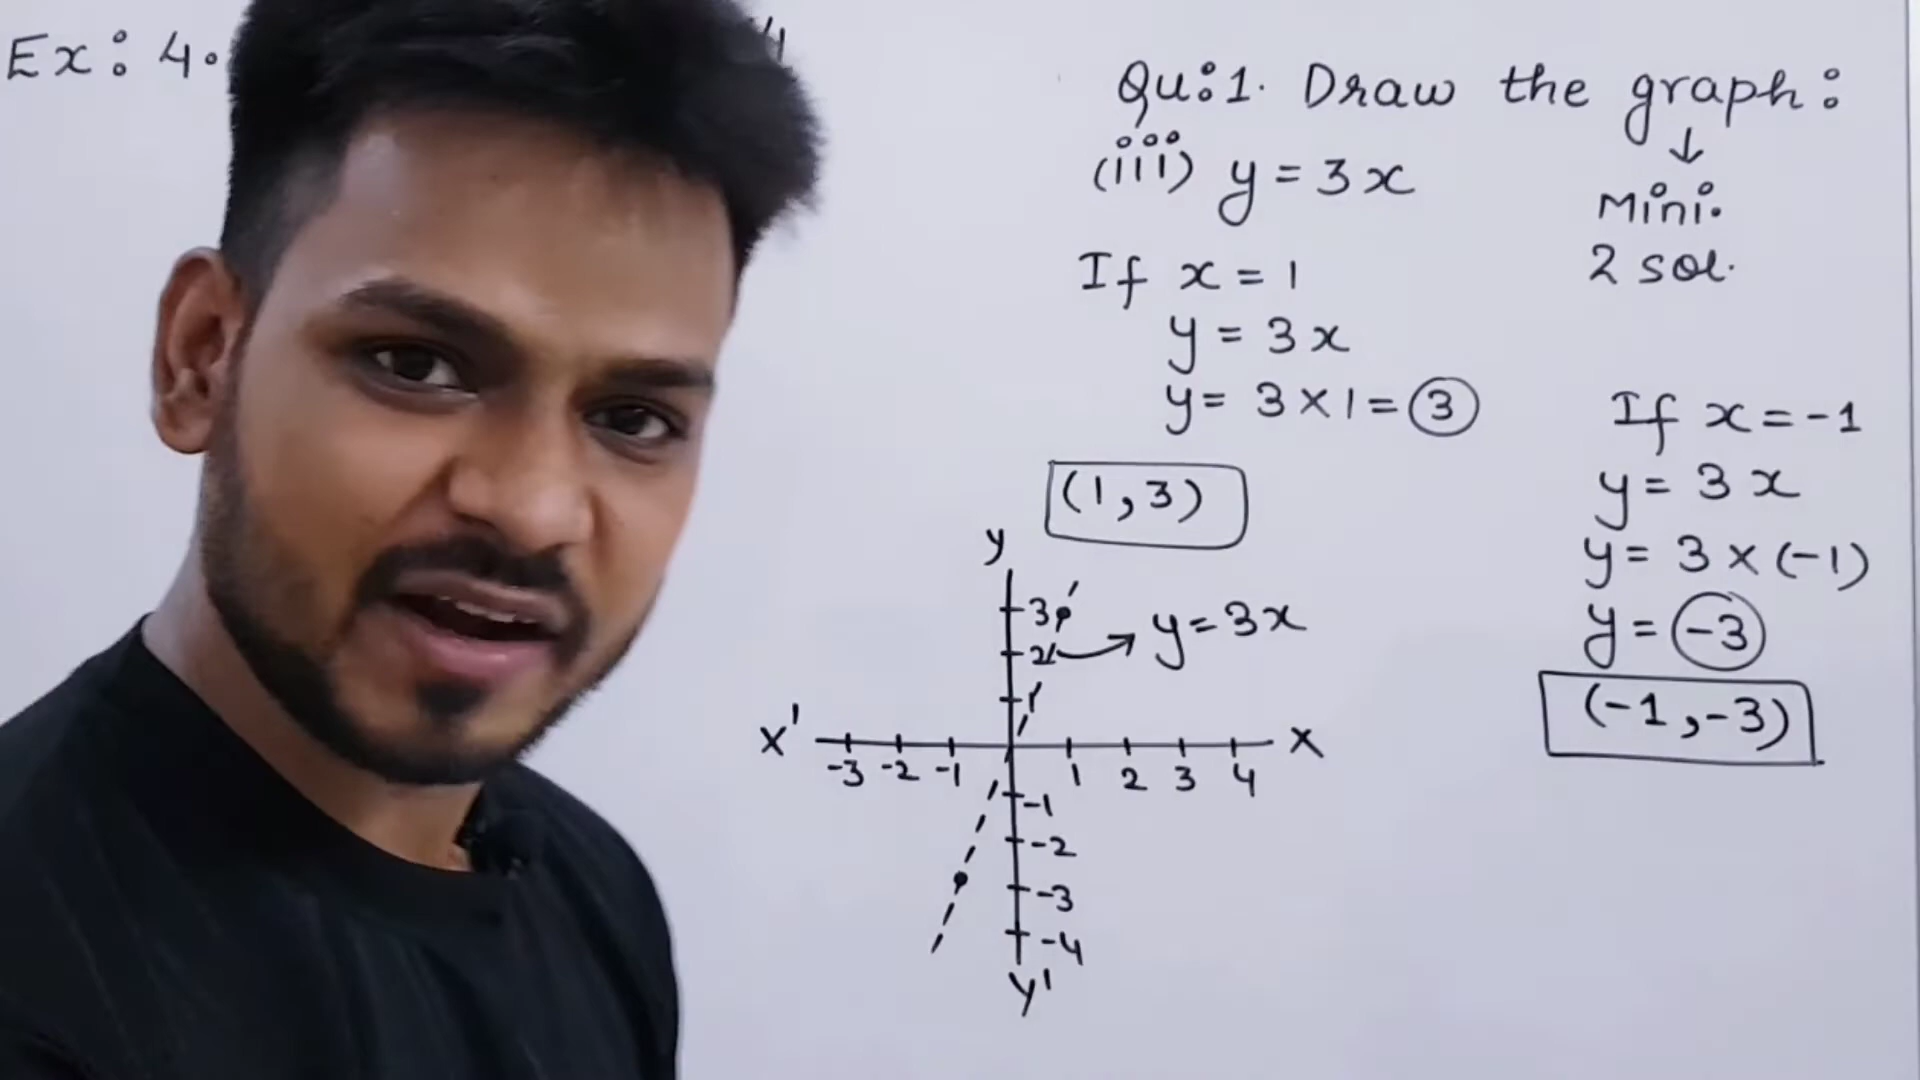 Ex: 4.
Qu:1. Draw the graph:
↓
(iii) y = 3x
Mini.
2 sol.
If x = 1
y = 3x
y = 3 × 1 = 3
(1,3)
If x = -1
y = 3x
y = 3 × (-1)
y = -3
(-1,-3)
y
3
2 → y = 3x
1
x' x
-3 -2 -1 1 2 3 4
-1
-2
-3
-4
y'